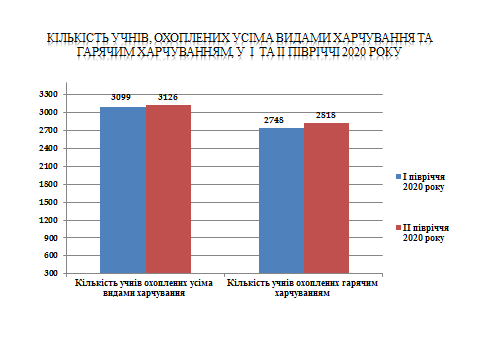 КІЛЬКІСТЬ УЧНІВ, ОХОПЛЕНИХ УСІМА ВИДАМИ ХАРЧУВАННЯ ТА
ГАРЯЧИМ ХАРЧУВАННЯМ, У І ТА ІІ ПІВРІЧЧІ 2020 РОКУ
3300
3000
2700
2400
2100
1800
1500
1200
900
600
300
3099
3126
2745
2818
Кількість учнів охоплених усіма
видами харчування
Кількість учнів охоплених гарячим
харчуванням
І півріччя
2020 року
ІІ півріччя
2020 року